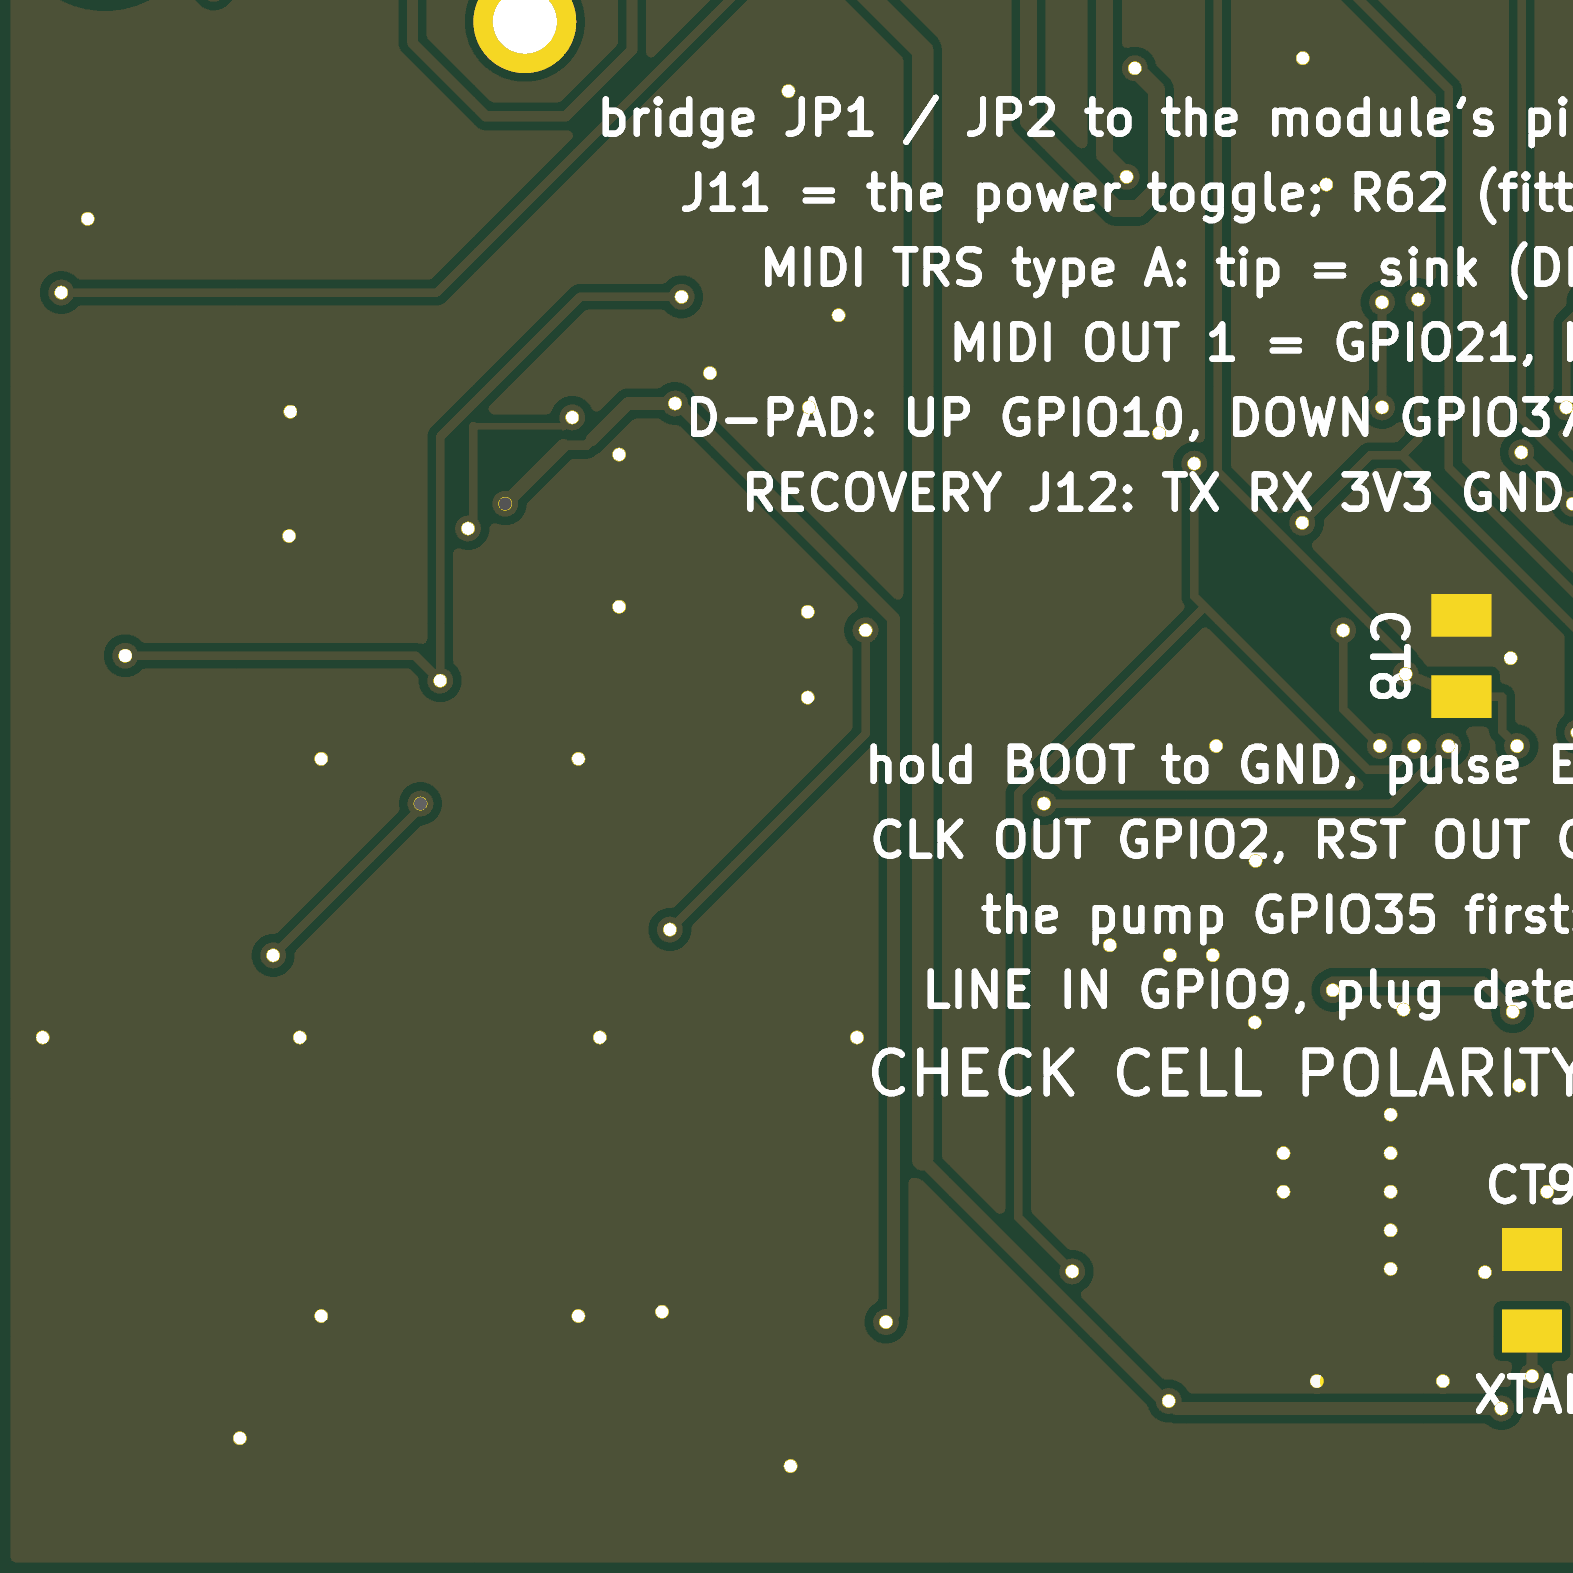 bridge JP1 / JP2 to the module's pi
J11 = the power toggle; R62 (fitt
MIDI TRS type A: tip = sink (D
MIDI OUT 1 = GPIO21,
D-PAD: UP GPIO10, DOWN GPIO37
RECOVERY J12: TX RX 3V3 GND
CT8
hold BOOT to GND, pulse E
CLK OUT GPIO2, RST OUT
the pump GPIO35 first
LINE IN GPIO9, plug dete
CHECK CELL POLARITY
CT9
XTAL